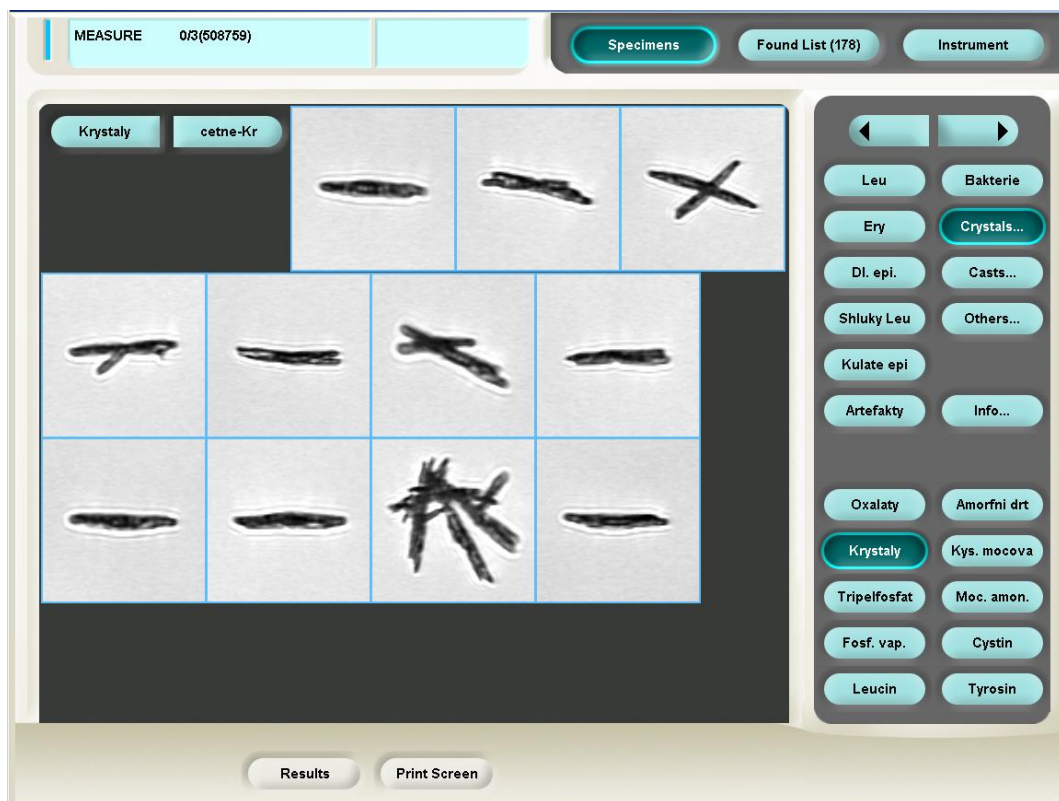 MEASURE 0/3(508759)
Specimens
Found List (178)
Instrument
Krystaly
cetne-Kr
Leu
Bakterie
Ery
Crystals...
Dl. epi.
Casts...
Shluky Leu
Others...
Kulate epi
Artefakty
Info...
Oxalaty
Amorfni drt
Krystaly
Kys. mocova
Tripelfosfat
Moc. amon.
Fosf. vap.
Cystin
Leucin
Tyrosin
Results
Print Screen